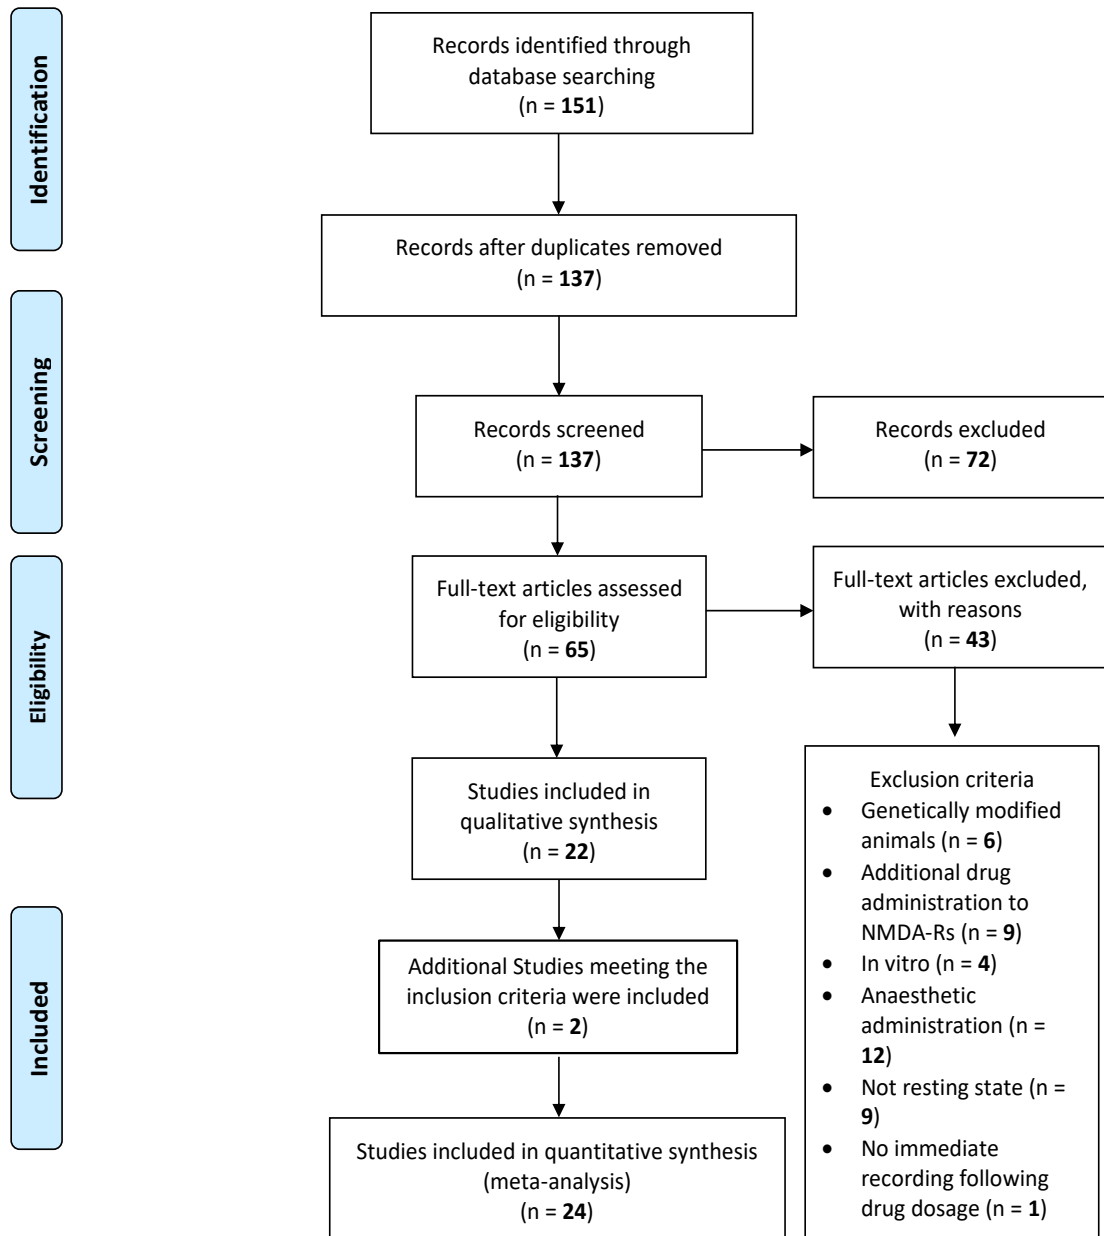 Identification
Records identified through
database searching
(n = 151)
Records after duplicates removed
(n = 137)
Screening
Records screened
(n = 137)
Records excluded
(n = 72)
Eligibility
Full-text articles assessed
for eligibility
(n = 65)
Full-text articles excluded,
with reasons
(n = 43)
Studies included in
qualitative synthesis
(n = 22)
Exclusion criteria
• Genetically modified
animals (n = 6)
• Additional drug
administration to
NMDA-Rs (n = 9)
• In vitro (n = 4)
• Anaesthetic
administration (n =
12)
• Not resting state (n =
9)
• No immediate
recording following
drug dosage (n = 1)
Included
Additional Studies meeting the
inclusion criteria were included
(n = 2)
Studies included in quantitative synthesis
(meta-analysis)
(n = 24)